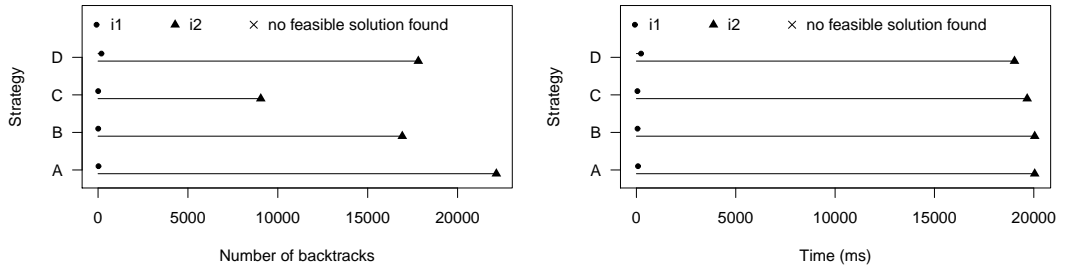 i1 i2 no feasible solution found
D
C
B
A
Strategy
0 5000 10000 15000 20000
Number of backtracks
i1 i2 no feasible solution found
D
C
B
A
Strategy
0 5000 10000 15000 20000
Time (ms)